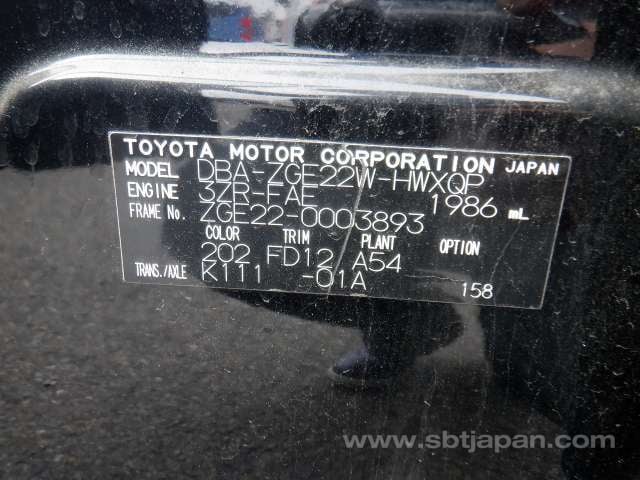 TOYOTA MOTOR CORPORATION JAPAN
MODEL DBA-ZGE22W-HWXQP
ENGINE 3ZR-FAE 1986 mL
FRAME No. ZGE22-0003893
COLOR TRIM PLANT OPTION
202 FD12 A54
TRANS./AXLE K111 -01A 158
www.sbtjapan.com